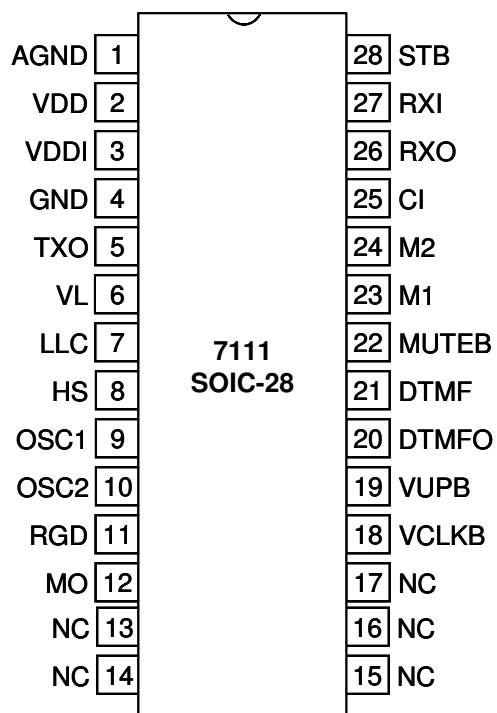 AGND 1 28 STB
VDD 2 27 RXI
VDDI 3 26 RXO
GND 4 25 CI
TXO 5 24 M2
VL 6 23 M1
LLC 7 22 MUTEB
7111
SOIC-28
HS 8 21 DTMF
OSC1 9 20 DTMFO
OSC2 10 19 VUPB
RGD 11 18 VCLKB
MO 12 17 NC
NC 13 16 NC
NC 14 15 NC